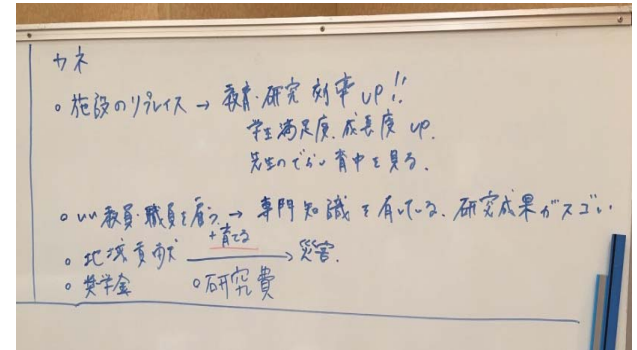 カネ
○施設のリプレイス → 教育・研究 効率 UP!!
学生満足度. 成長度 UP.
先生のでかい背中を見る.
○いい教員・職員を雇う → 専門知識を有している. 研究成果がスゴい.
+育てる
○地域貢献 → 災害.
○奨学金 ○研究費